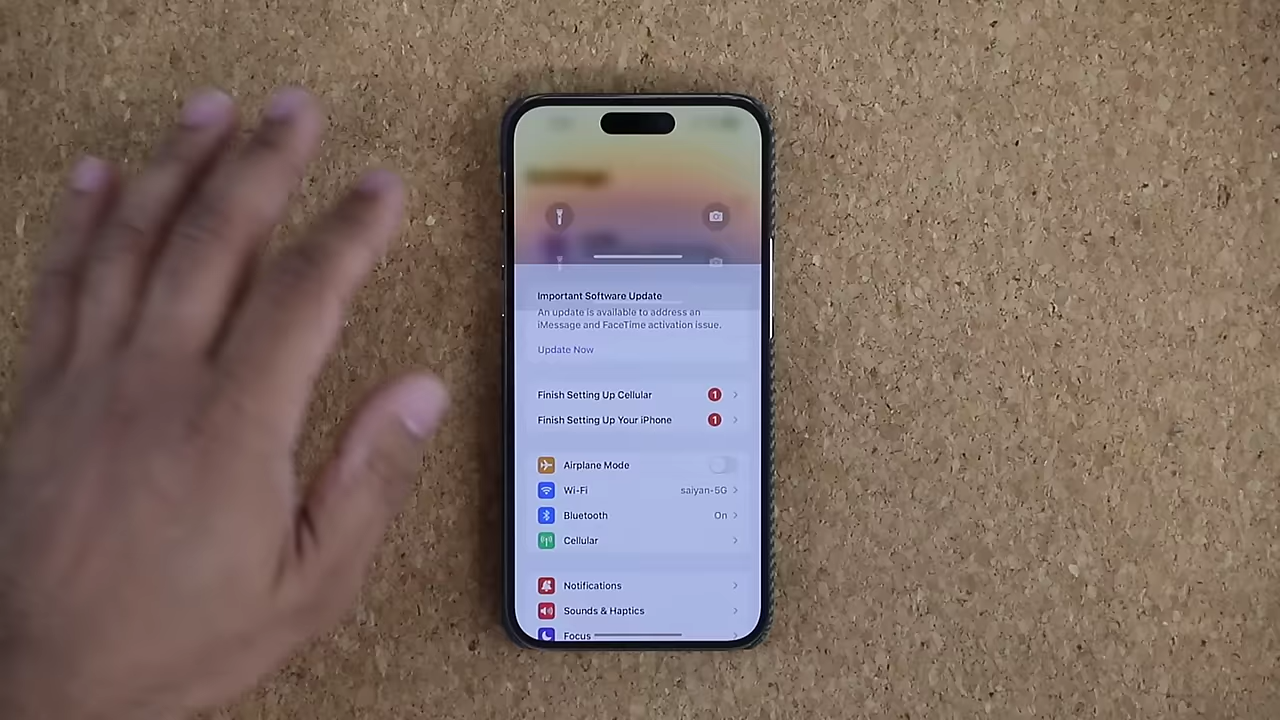 Important Software Update
An update is available to address an
iMessage and FaceTime activation issue.
Update Now
Finish Setting Up Cellular 1
Finish Setting Up Your iPhone 1
Airplane Mode
Wi-Fi saiyan-5G
Bluetooth On
Cellular
Notifications
Sounds & Haptics
Focus